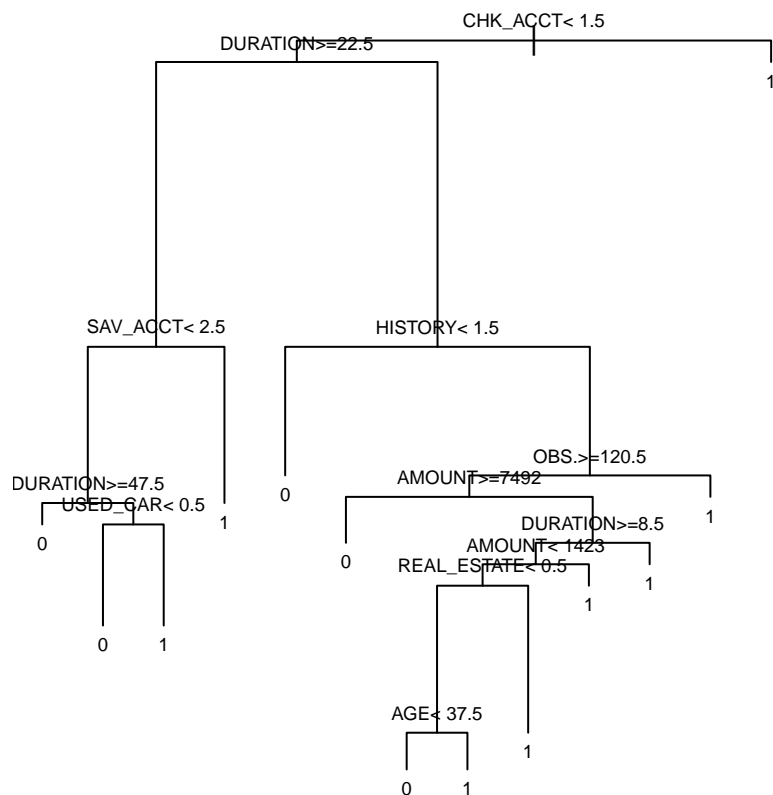 CHK_ACCT< 1.5
DURATION>=22.5
1
SAV_ACCT< 2.5
HISTORY< 1.5
OBS.>=120.5
AMOUNT>=7492
DURATION>=47.5
USED_CAR< 0.5
0
1
1
DURATION>=8.5
0
AMOUNT< 1423
0
REAL_ESTATE< 0.5
1
1
0
1
AGE< 37.5
1
0
1